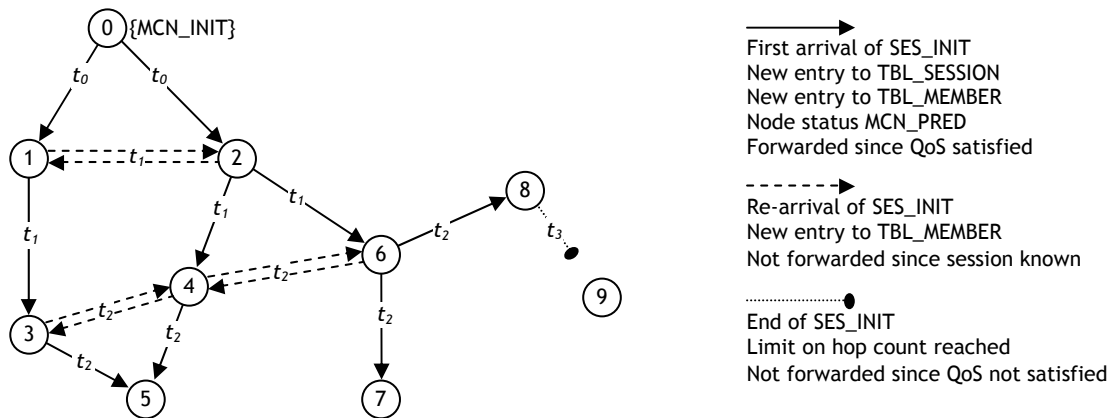 0 {MCN_INIT}
t0
t0
1
t1
2
8
t1
t1
t1
t2
t3
6
t2
4
9
t2
t2
3
t2
t2
5
7
First arrival of SES_INIT
New entry to TBL_SESSION
New entry to TBL_MEMBER
Node status MCN_PRED
Forwarded since QoS satisfied
Re-arrival of SES_INIT
New entry to TBL_MEMBER
Not forwarded since session known
End of SES_INIT
Limit on hop count reached
Not forwarded since QoS not satisfied